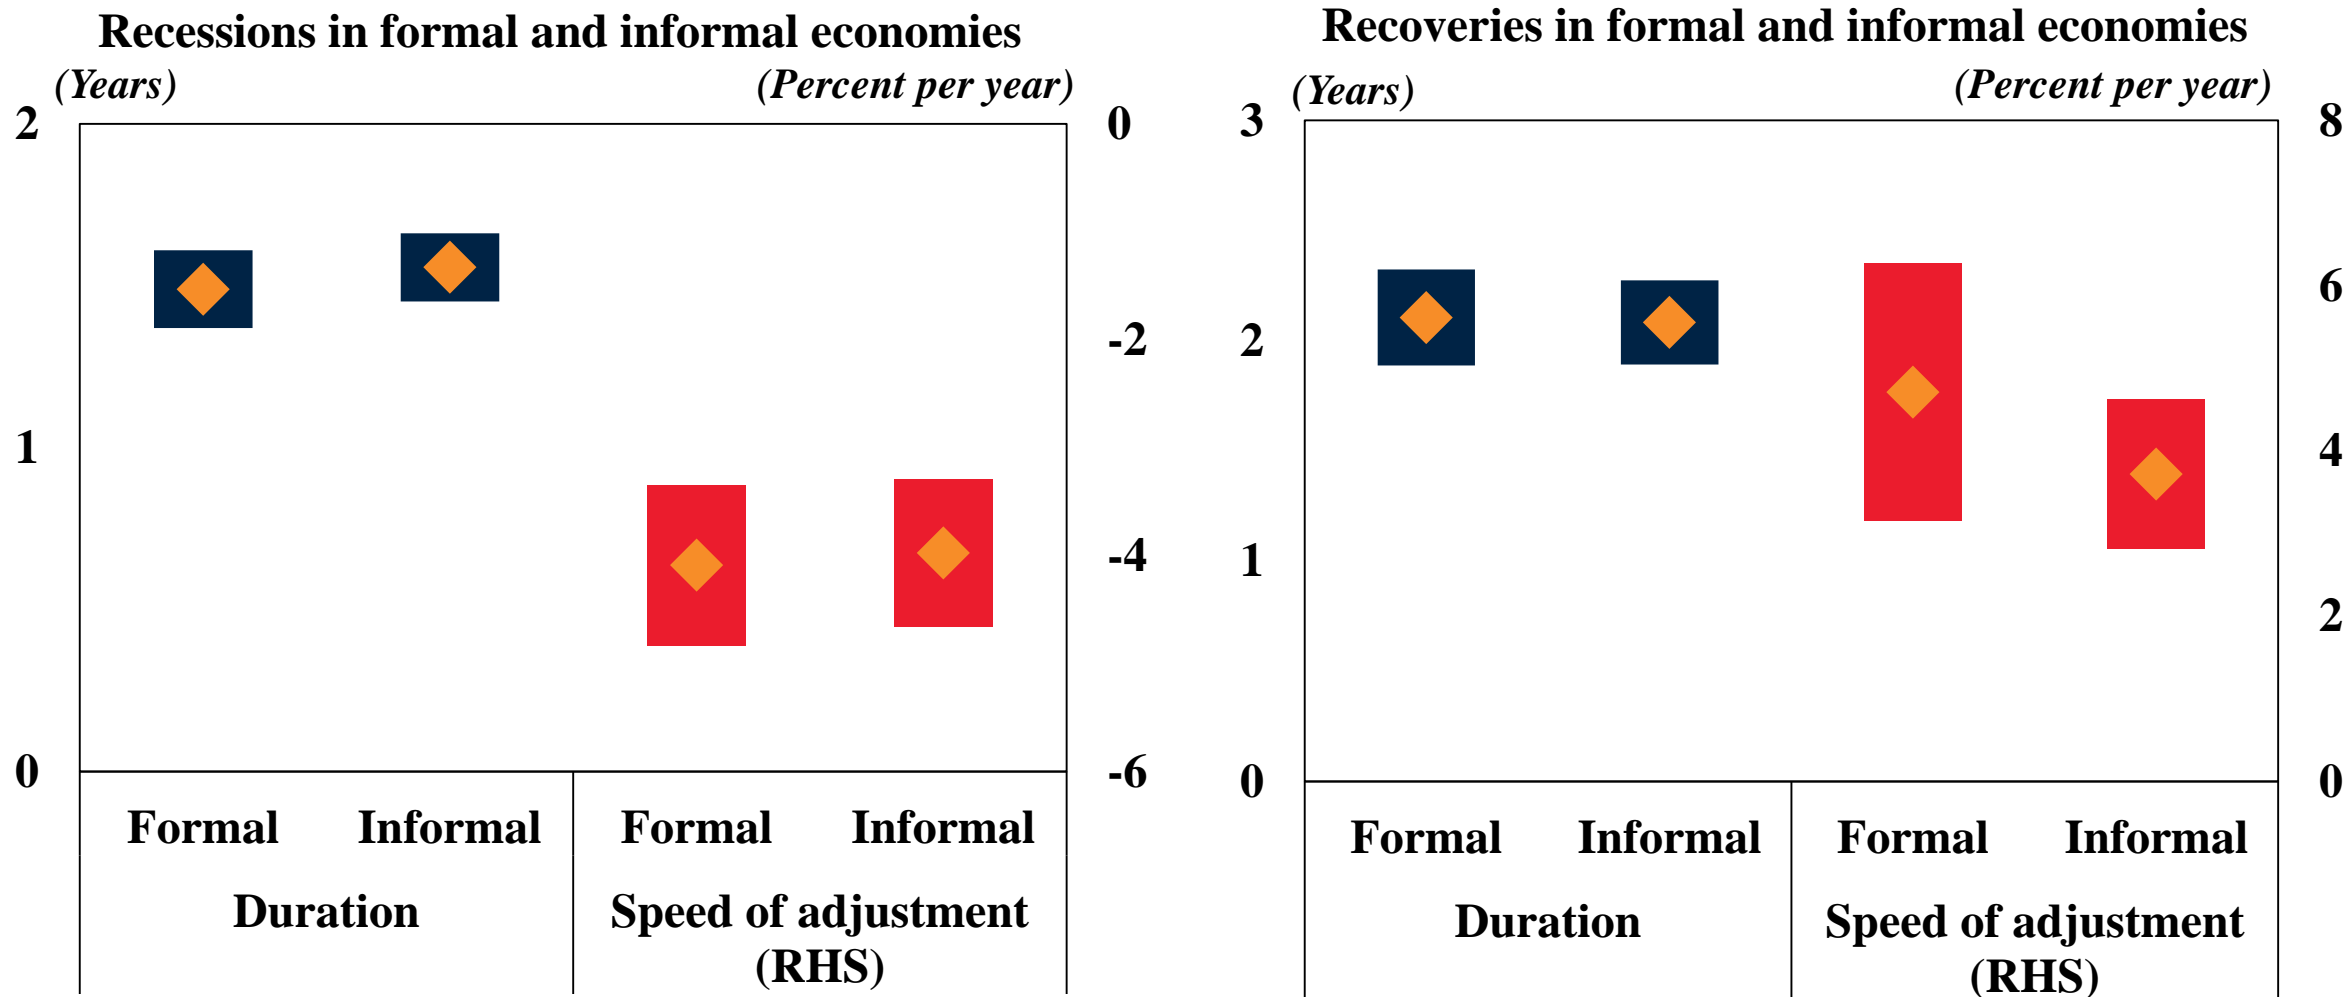 Recessions in formal and informal economies
(Years) (Percent per year)
2 0
-2
1
-4
0 -6
Formal Informal Formal Informal
Duration Speed of adjustment
(RHS)
Recoveries in formal and informal economies
(Years) (Percent per year)
3 8
6
2
4
1
2
0 0
Formal Informal Formal Informal
Duration Speed of adjustment
(RHS)